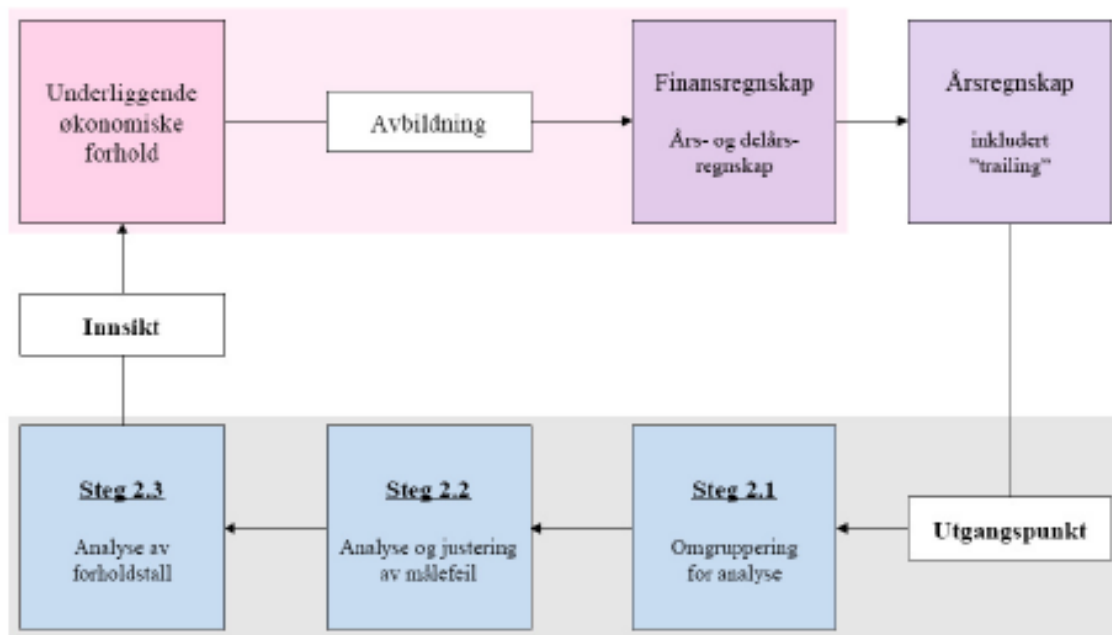 Underliggende
økonomiske
forhold
Avbildning
Finansregnskap
Års- og delårs-
regnskap
Årsregnskap
inkludert
"trailing"
Innsikt
Steg 2.3
Analyse av
forholdstall
Steg 2.2
Analyse og justering
av målefeil
Steg 2.1
Omgruppering
for analyse
Utgangspunkt